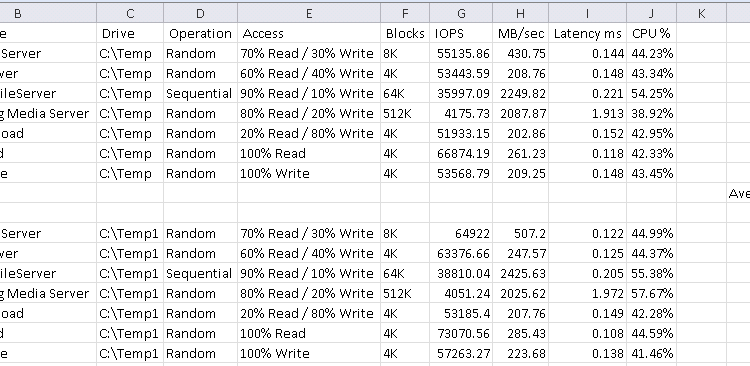 B C D E F G H I J K L
e Drive Operation Access Blocks IOPS MB/sec Latency ms CPU %
Server C:\Temp Random 70% Read / 30% Write 8K 55135.86 430.75 0.144 44.23%
ver C:\Temp Random 60% Read / 40% Write 4K 53443.59 208.76 0.148 43.34%
ileServer C:\Temp Sequential 90% Read / 10% Write 64K 35997.09 2249.82 0.221 54.25%
g Media Server C:\Temp Random 80% Read / 20% Write 512K 4175.73 2087.87 1.913 38.92%
oad C:\Temp Random 20% Read / 80% Write 4K 51933.15 202.86 0.152 42.95%
d C:\Temp Random 100% Read 4K 66874.19 261.23 0.118 42.33%
e C:\Temp Random 100% Write 4K 53568.79 209.25 0.148 43.45%
Ave
Server C:\Temp1 Random 70% Read / 30% Write 8K 64922 507.2 0.122 44.99%
ver C:\Temp1 Random 60% Read / 40% Write 4K 63376.66 247.57 0.125 44.37%
ileServer C:\Temp1 Sequential 90% Read / 10% Write 64K 38810.04 2425.63 0.205 55.38%
g Media Server C:\Temp1 Random 80% Read / 20% Write 512K 4051.24 2025.62 1.972 57.67%
oad C:\Temp1 Random 20% Read / 80% Write 4K 53185.4 207.76 0.149 42.28%
d C:\Temp1 Random 100% Read 4K 73070.56 285.43 0.108 44.59%
e C:\Temp1 Random 100% Write 4K 57263.27 223.68 0.138 41.46%